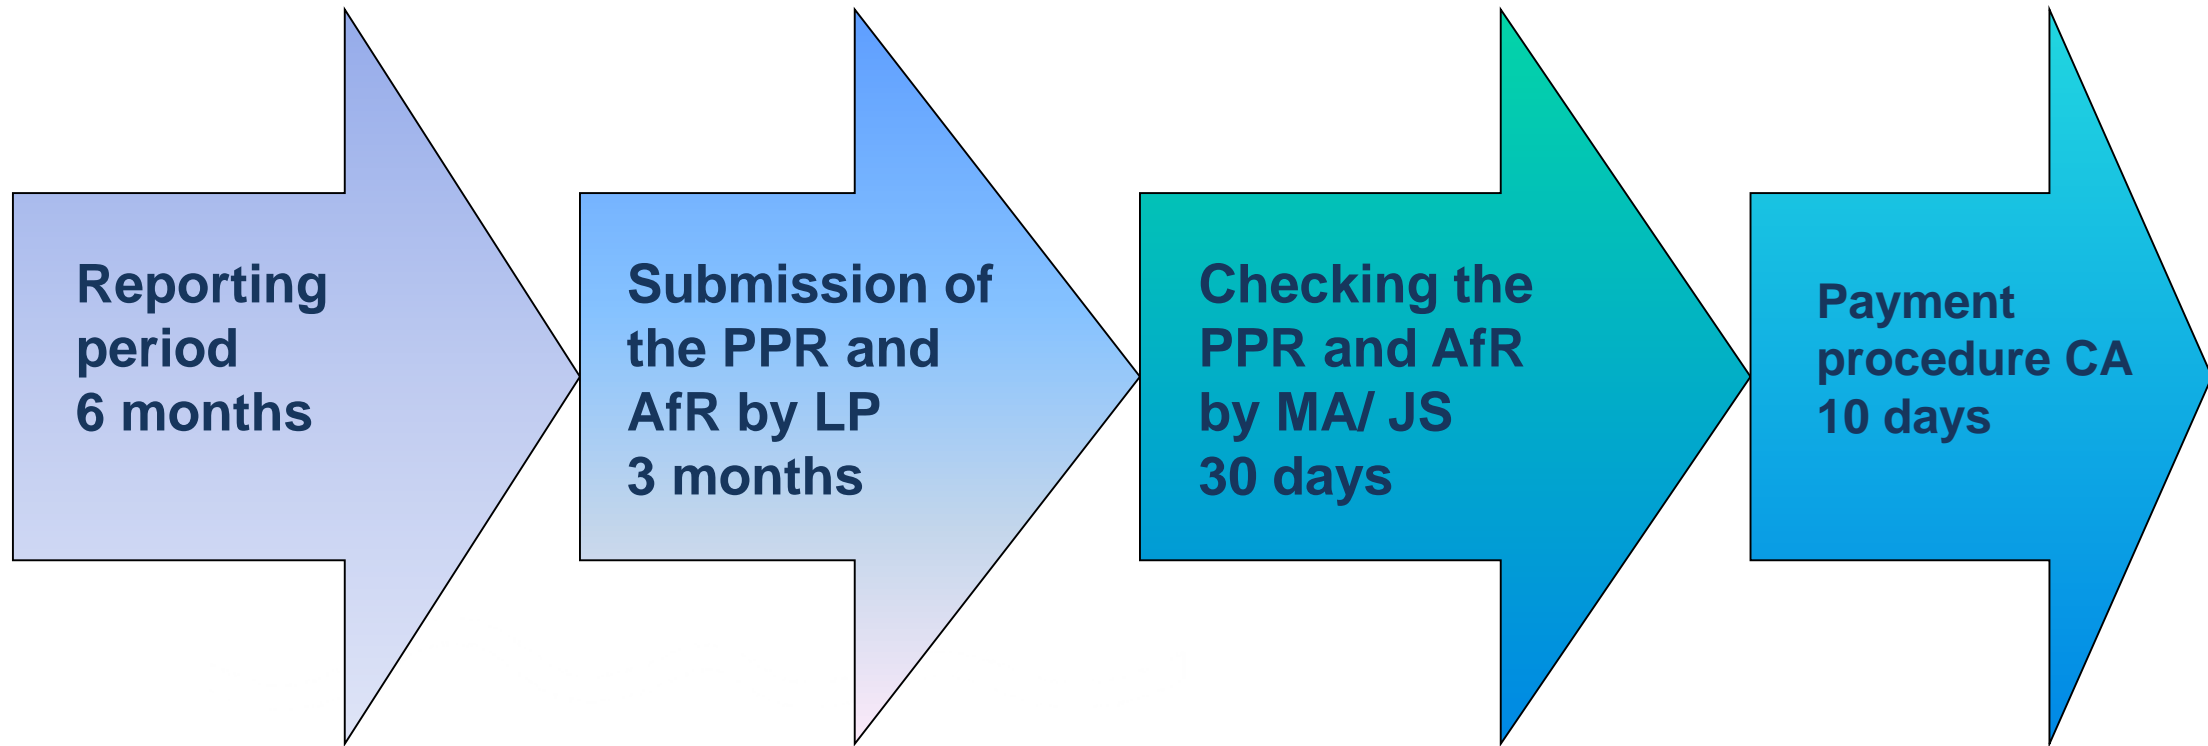 Reporting
period
6 months
Submission of
the PPR and
AfR by LP
3 months
Checking the
PPR and AfR
by MA/ JS
30 days
Payment
procedure CA
10 days